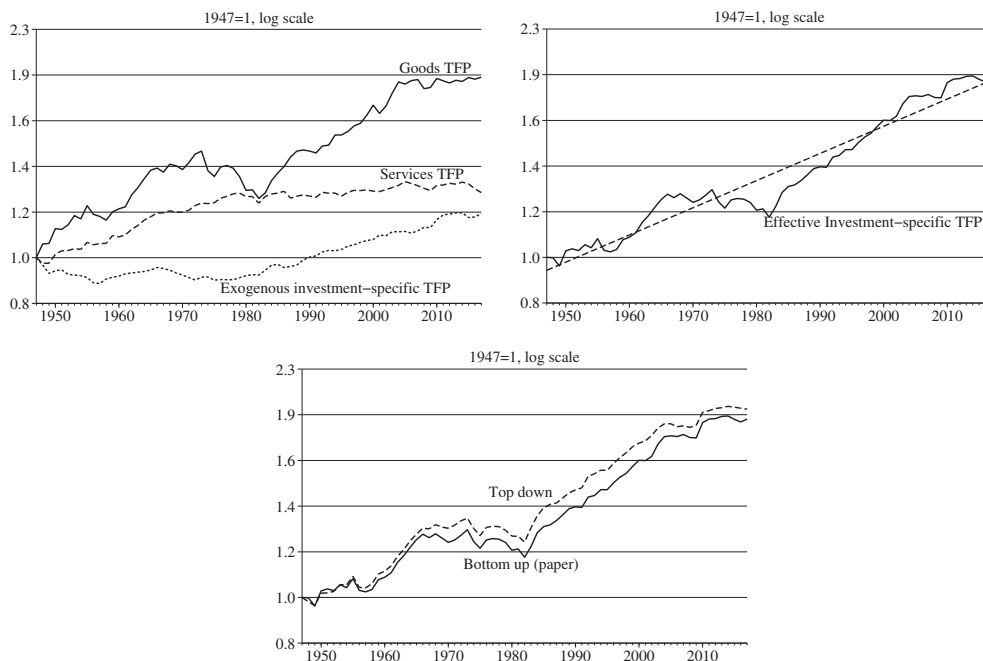 1947=1, log scale
2.3
1.9
1.6
1.4
1.2
1.0
0.8
Goods TFP
Services TFP
Exogenous investment−specific TFP
1950 1960 1970 1980 1990 2000 2010
1947=1, log scale
2.3
1.9
1.6
1.4
1.2
1.0
0.8
Effective Investment−specific TFP
1950 1960 1970 1980 1990 2000 2010
1947=1, log scale
2.3
1.9
1.6
1.4
1.2
1.0
0.8
Top down
Bottom up (paper)
1950 1960 1970 1980 1990 2000 2010